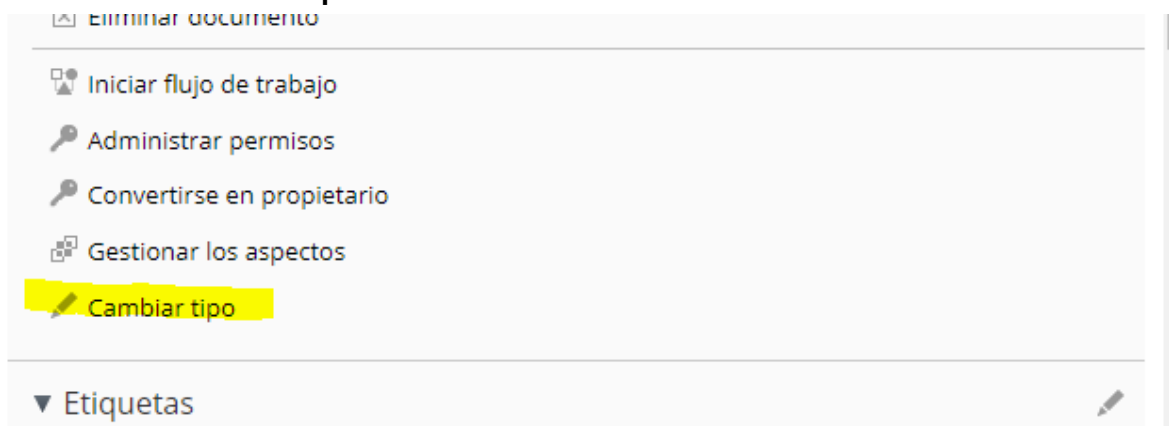 Eliminar documento
Iniciar flujo de trabajo
Administrar permisos
Convertirse en propietario
Gestionar los aspectos
Cambiar tipo
▼ Etiquetas